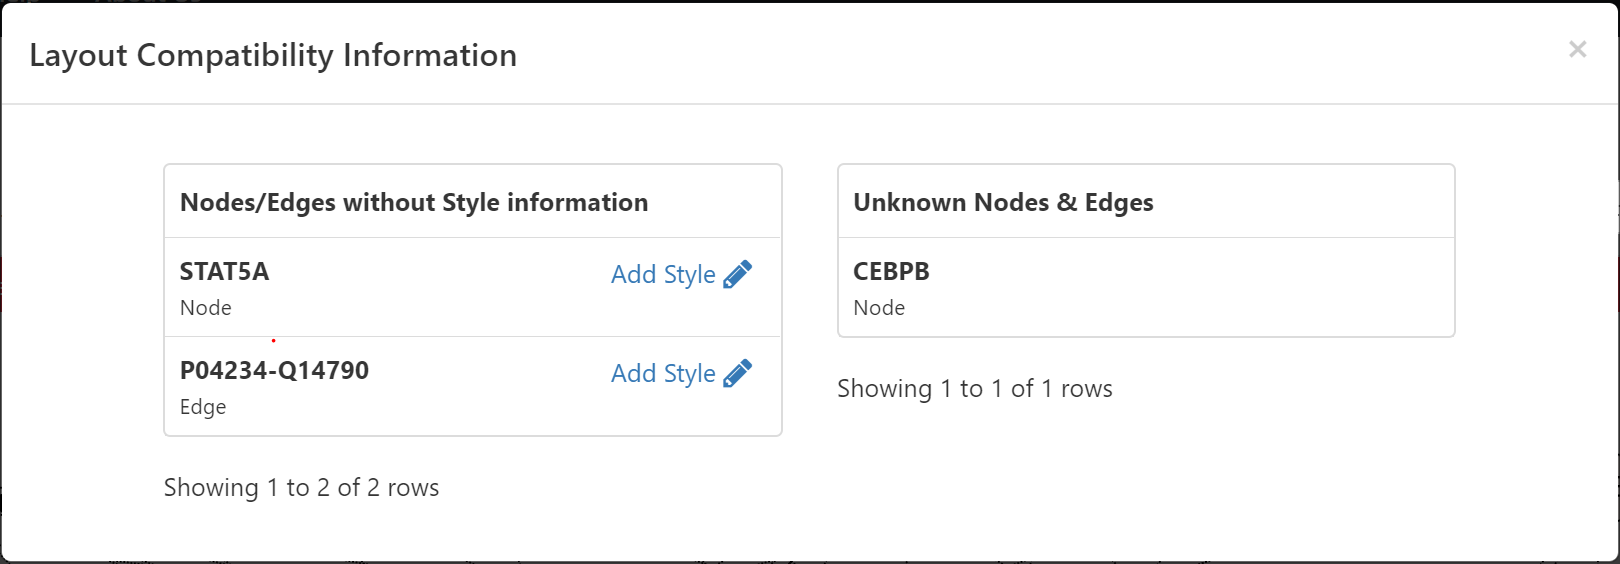 Layout Compatibility Information
×
Nodes/Edges without Style information
STAT5A
Add Style
Node
P04234-Q14790
Add Style
Edge
Showing 1 to 2 of 2 rows
Unknown Nodes & Edges
CEBPB
Node
Showing 1 to 1 of 1 rows